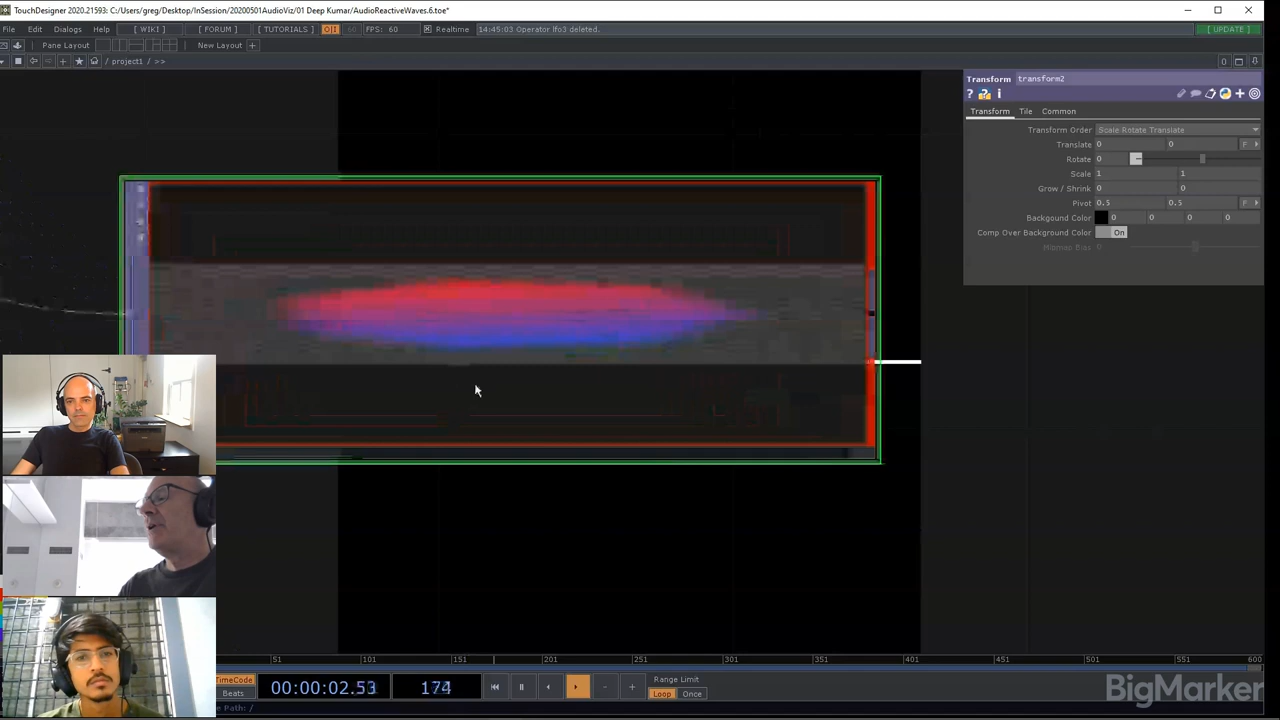 TouchDesigner 2020.21593: C:/Users/greg/Desktop/InSession/20200501AudioViz/01 Deep Kumar/AudioReactiveWaves.6.toe*
File Edit Dialogs Help [ WIKI ] [ FORUM ] [ TUTORIALS ] O|I 60 FPS: 60 Realtime 14:45:03 Operator lfo3 deleted. [ UPDATE ]
Pane Layout New Layout +
/ project1 / >>
Transform transform2
Transform Tile Common
Transform Order Scale Rotate Translate
Translate 0 0
Rotate 0
Scale 1 1
Grow / Shrink 0 0
Pivot 0.5 0.5
Background Color 0 0 0 0
Comp Over Background Color On
Mipmap Bias 0
51 101 151 201 251 301 351 401 451 501 551 600
TimeCode
Beats
00:00:02.53
174
Range Limit
Loop Once
Path: /
BigMarker